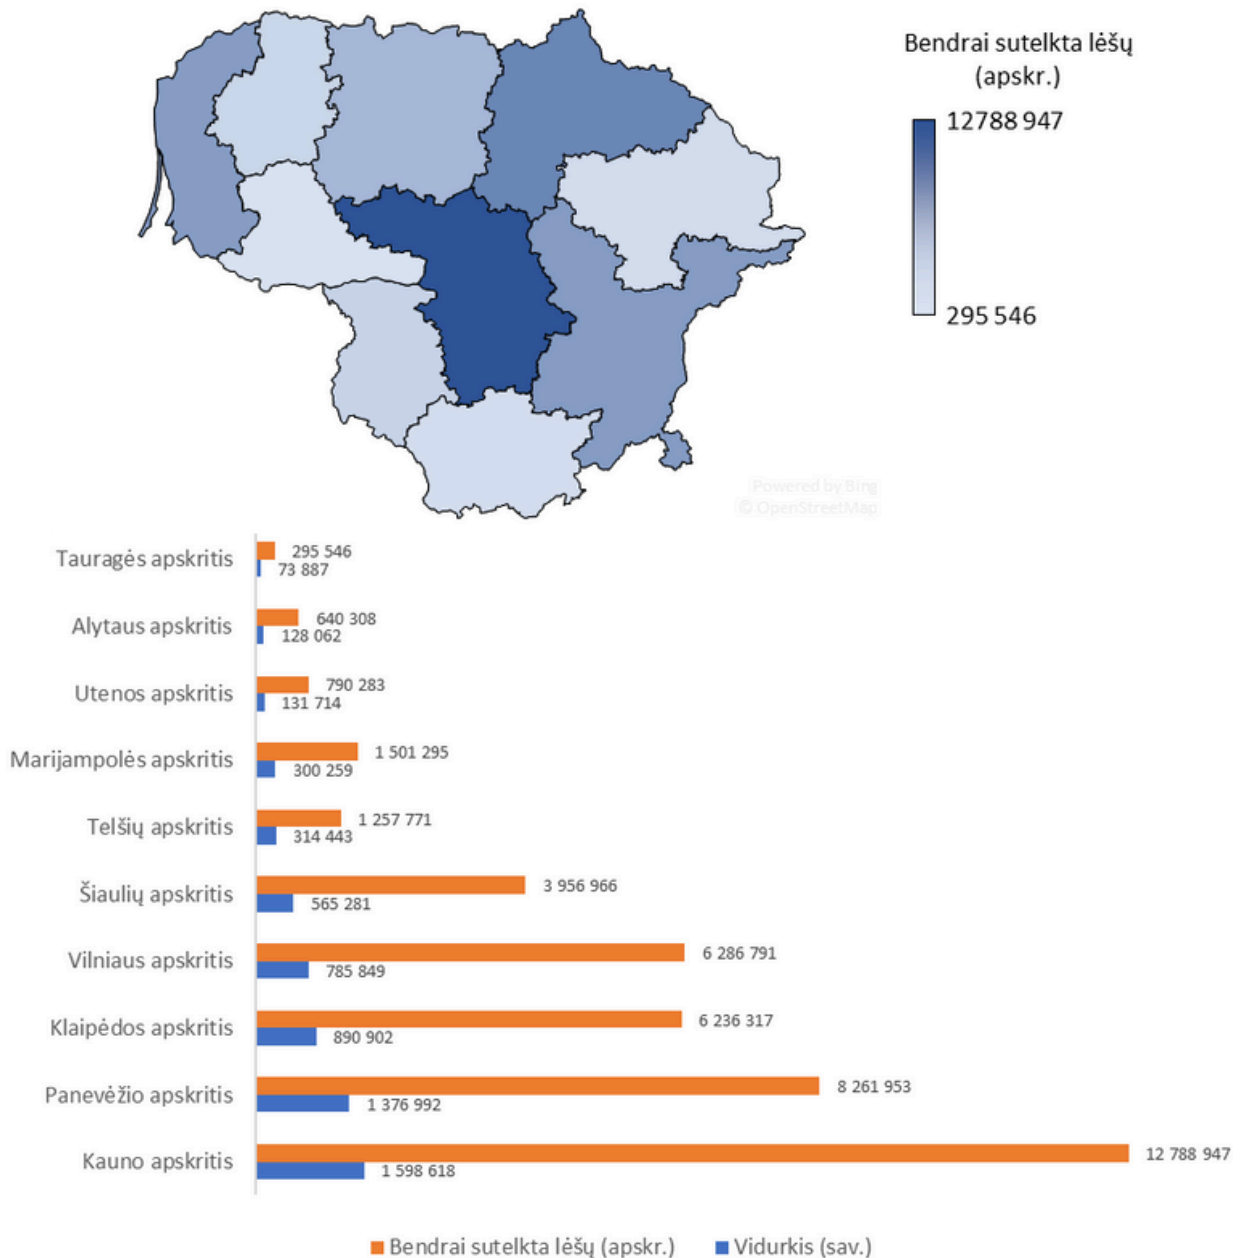 Bendrai sutelkta lėšų
(apskr.)
12788 947
295 546
Powered by Bing
© OpenStreetMap
Tauragės apskritis
295 546
73 887
Alytaus apskritis
640 308
128 062
Utenos apskritis
790 283
131 714
Marijampolės apskritis
1 501 295
300 259
Telšių apskritis
1 257 771
314 443
Šiaulių apskritis
3 956 966
565 281
Vilniaus apskritis
6 286 791
785 849
Klaipėdos apskritis
6 236 317
890 902
Panevėžio apskritis
8 261 953
1 376 992
Kauno apskritis
12 788 947
1 598 618
Bendrai sutelkta lėšų (apskr.) Vidurkis (sav.)